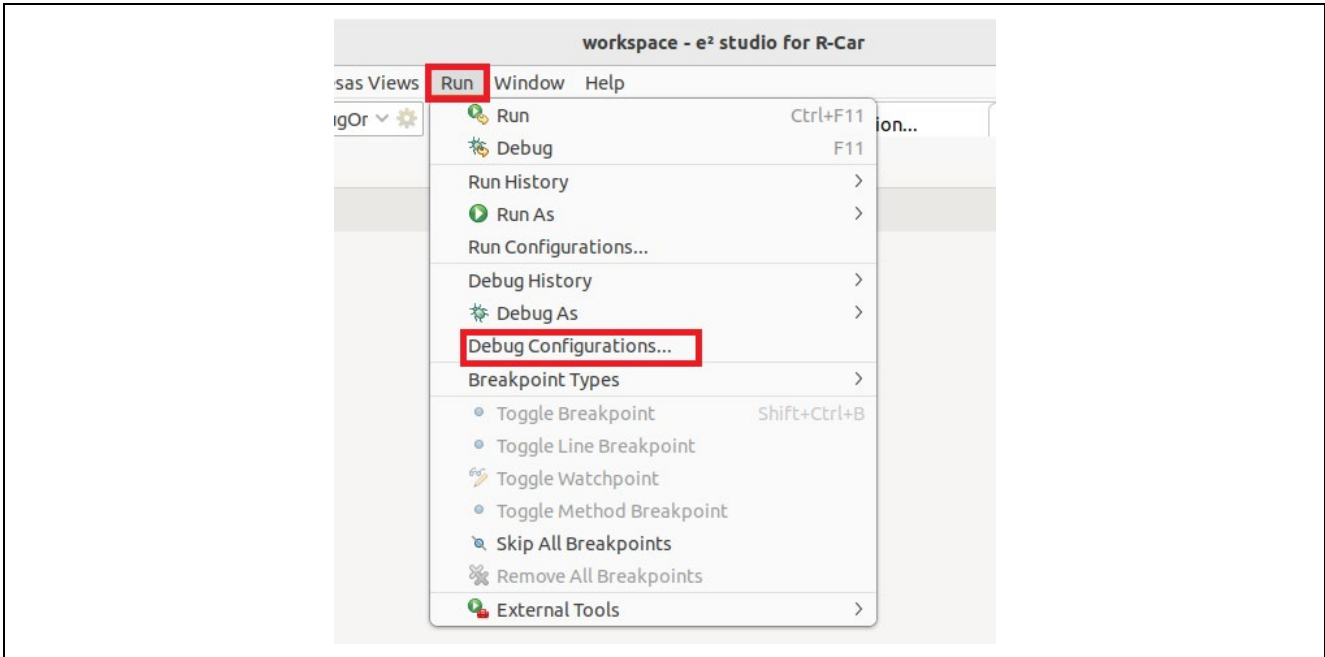 workspace - e² studio for R-Car
sas Views Run Window Help
gOr
Run Ctrl+F11
ion...
Debug F11
Run History
Run As
Run Configurations...
Debug History
Debug As
Debug Configurations...
Breakpoint Types
Toggle Breakpoint Shift+Ctrl+B
Toggle Line Breakpoint
Toggle Watchpoint
Toggle Method Breakpoint
Skip All Breakpoints
Remove All Breakpoints
External Tools